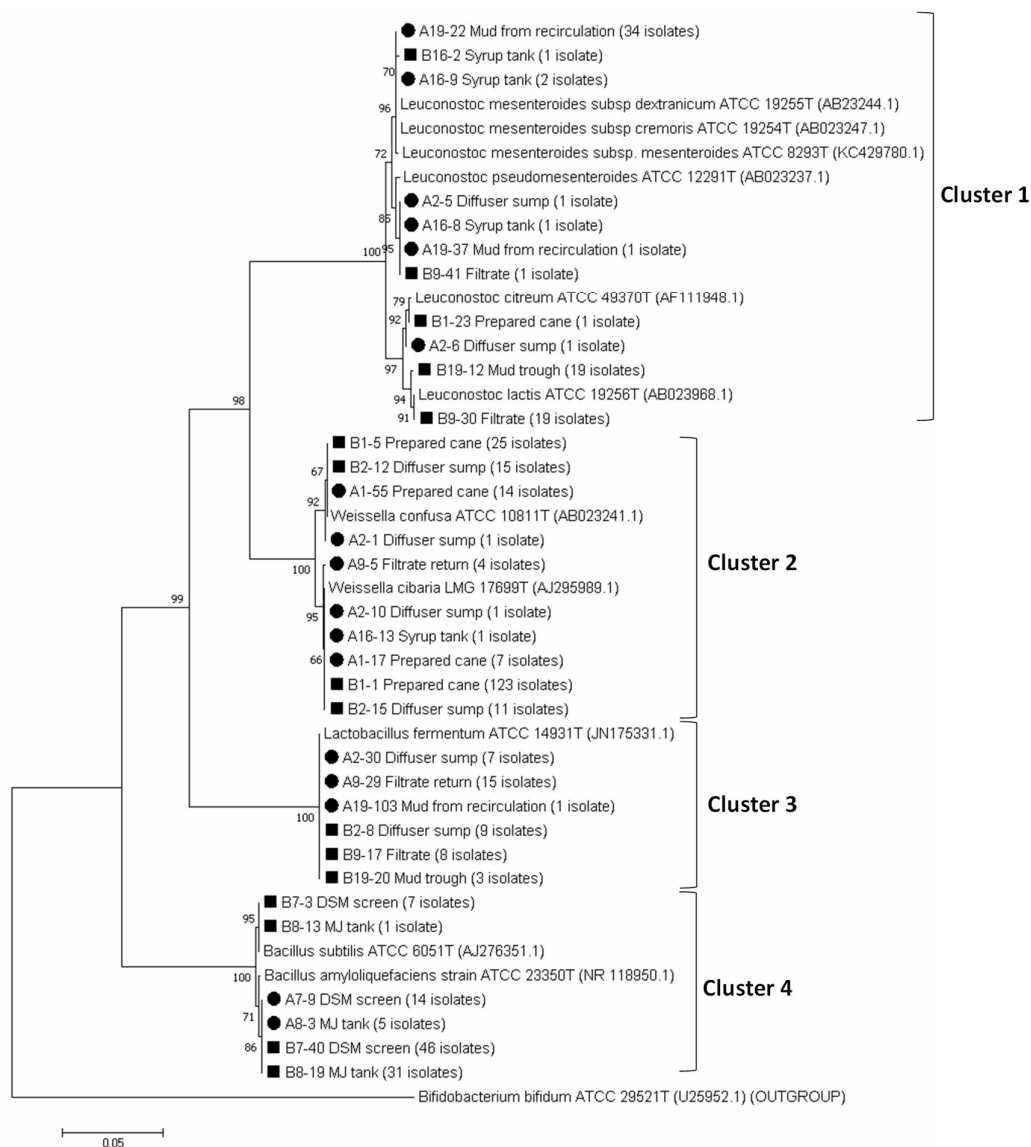 A19-22 Mud from recirculation (34 isolates)
B16-2 Syrup tank (1 isolate)
A16-9 Syrup tank (2 isolates)
70
Leuconostoc mesenteroides subsp dextranicum ATCC 19255T (AB23244.1)
96
Leuconostoc mesenteroides subsp cremoris ATCC 19254T (AB023247.1)
72
Leuconostoc mesenteroides subsp. mesenteroides ATCC 8293T (KC429780.1)
Leuconostoc pseudomesenteroides ATCC 12291T (AB023237.1)
Cluster 1
85
A2-5 Diffuser sump (1 isolate)
A16-8 Syrup tank (1 isolate)
100
95
A19-37 Mud from recirculation (1 isolate)
B9-41 Filtrate (1 isolate)
79
Leuconostoc citreum ATCC 49370T (AF111948.1)
92
B1-23 Prepared cane (1 isolate)
A2-6 Diffuser sump (1 isolate)
97
B19-12 Mud trough (19 isolates)
94
Leuconostoc lactis ATCC 19256T (AB023968.1)
91
B9-30 Filtrate (19 isolates)
98
B1-5 Prepared cane (25 isolates)
67
B2-12 Diffuser sump (15 isolates)
92
A1-55 Prepared cane (14 isolates)
Weissella confusa ATCC 10811T (AB023241.1)
A2-1 Diffuser sump (1 isolate)
Cluster 2
100
A9-5 Filtrate return (4 isolates)
Weissella cibaria LMG 17699T (AJ295989.1)
99
95
A2-10 Diffuser sump (1 isolate)
A16-13 Syrup tank (1 isolate)
66
A1-17 Prepared cane (7 isolates)
B1-1 Prepared cane (123 isolates)
B2-15 Diffuser sump (11 isolates)
Lactobacillus fermentum ATCC 14931T (JN175331.1)
A2-30 Diffuser sump (7 isolates)
A9-29 Filtrate return (15 isolates)
Cluster 3
100
A19-103 Mud from recirculation (1 isolate)
B2-8 Diffuser sump (9 isolates)
B9-17 Filtrate (8 isolates)
B19-20 Mud trough (3 isolates)
B7-3 DSM screen (7 isolates)
95
B8-13 MJ tank (1 isolate)
Bacillus subtilis ATCC 6051T (AJ276351.1)
100
Bacillus amyloliquefaciens strain ATCC 23350T (NR 118950.1)
Cluster 4
A7-9 DSM screen (14 isolates)
71
A8-3 MJ tank (5 isolates)
86
B7-40 DSM screen (46 isolates)
B8-19 MJ tank (31 isolates)
Bifidobacterium bifidum ATCC 29521T (U25952.1) (OUTGROUP)
0.05